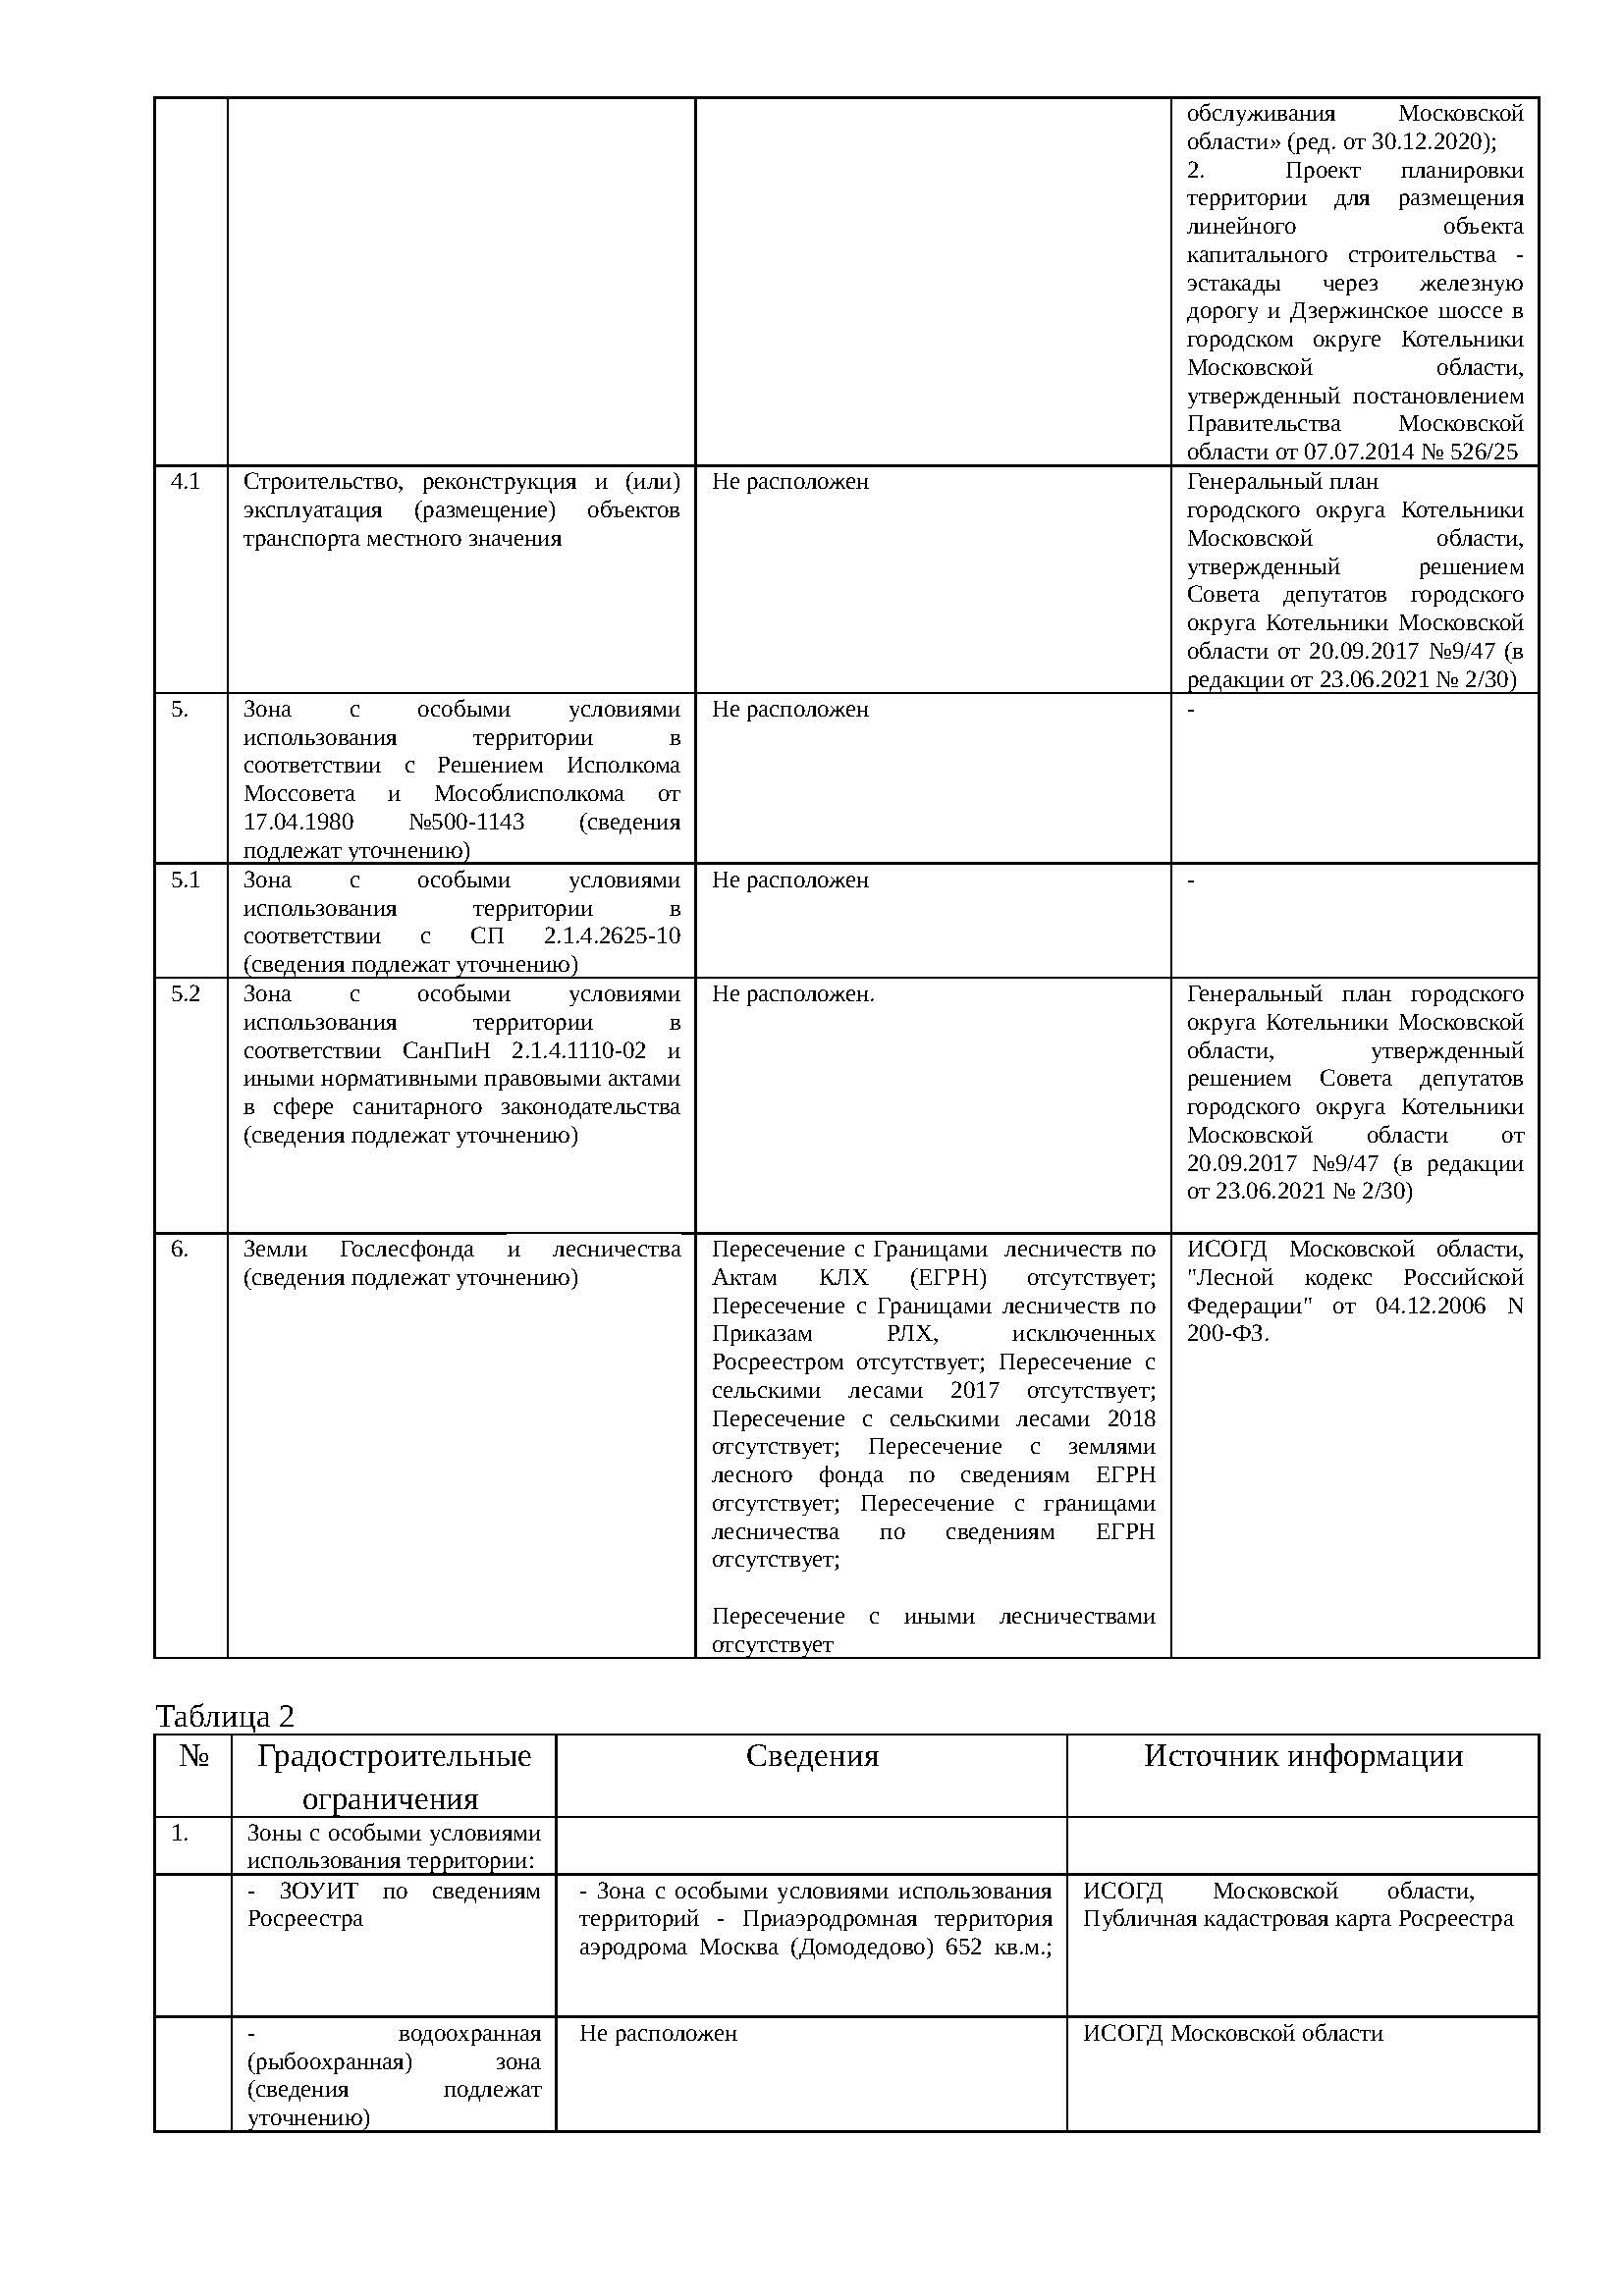 обслуживания Московской
области» (ред. от 30.12.2020);
2. Проект планировки
территории для размещения
линейного объекта
капитального строительства -
эстакады через железную
дорогу и Дзержинское шоссе в
городском округе Котельники
Московской области,
утвержденный постановлением
Правительства Московской
области от 07.07.2014 № 526/25
4.1
Строительство, реконструкция и (или)
эксплуатация (размещение) объектов
транспорта местного значения
Не расположен
Генеральный план
городского округа Котельники
Московской области,
утвержденный решением
Совета депутатов городского
округа Котельники Московской
области от 20.09.2017 №9/47 (в
редакции от 23.06.2021 № 2/30)
5.
Зона с особыми условиями
использования территории в
соответствии с Решением Исполкома
Моссовета и Мособлисполкома от
17.04.1980 №500-1143 (сведения
подлежат уточнению)
Не расположен
-
5.1
Зона с особыми условиями
использования территории в
соответствии с СП 2.1.4.2625-10
(сведения подлежат уточнению)
Не расположен
-
5.2
Зона с особыми условиями
использования территории в
соответствии СанПиН 2.1.4.1110-02 и
иными нормативными правовыми актами
в сфере санитарного законодательства
(сведения подлежат уточнению)
Не расположен.
Генеральный план городского
округа Котельники Московской
области, утвержденный
решением Совета депутатов
городского округа Котельники
Московской области от
20.09.2017 №9/47 (в редакции
от 23.06.2021 № 2/30)
6.
Земли Гослесфонда и лесничества
(сведения подлежат уточнению)
Пересечение с Границами лесничеств по
Актам КЛХ (ЕГРН) отсутствует;
Пересечение с Границами лесничеств по
Приказам РЛХ, исключенных
Росреестром отсутствует; Пересечение с
сельскими лесами 2017 отсутствует;
Пересечение с сельскими лесами 2018
отсутствует; Пересечение с землями
лесного фонда по сведениям ЕГРН
отсутствует; Пересечение с границами
лесничества по сведениям ЕГРН
отсутствует;
Пересечение с иными лесничествами
отсутствует
ИСОГД Московской области,
"Лесной кодекс Российской
Федерации" от 04.12.2006 N
200-ФЗ.
Таблица 2
№
Градостроительные
ограничения
Сведения
Источник информации
1.
Зоны с особыми условиями
использования территории:
- ЗОУИТ по сведениям
Росреестра
- Зона с особыми условиями использования
территорий - Приаэродромная территория
аэродрома Москва (Домодедово) 652 кв.м.;
ИСОГД Московской области,
Публичная кадастровая карта Росреестра
- водоохранная
(рыбоохранная) зона
(сведения подлежат
уточнению)
Не расположен
ИСОГД Московской области